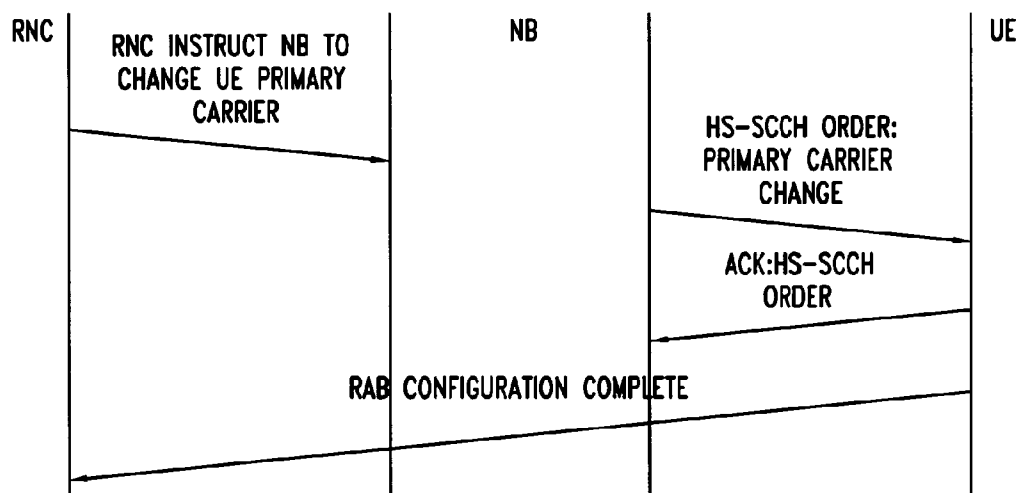 RNC
NB
UE
RNC INSTRUCT NB TO
CHANGE UE PRIMARY
CARRIER
HS-SCCH ORDER:
PRIMARY CARRIER
CHANGE
ACK:HS-SCCH
ORDER
RAB CONFIGURATION COMPLETE